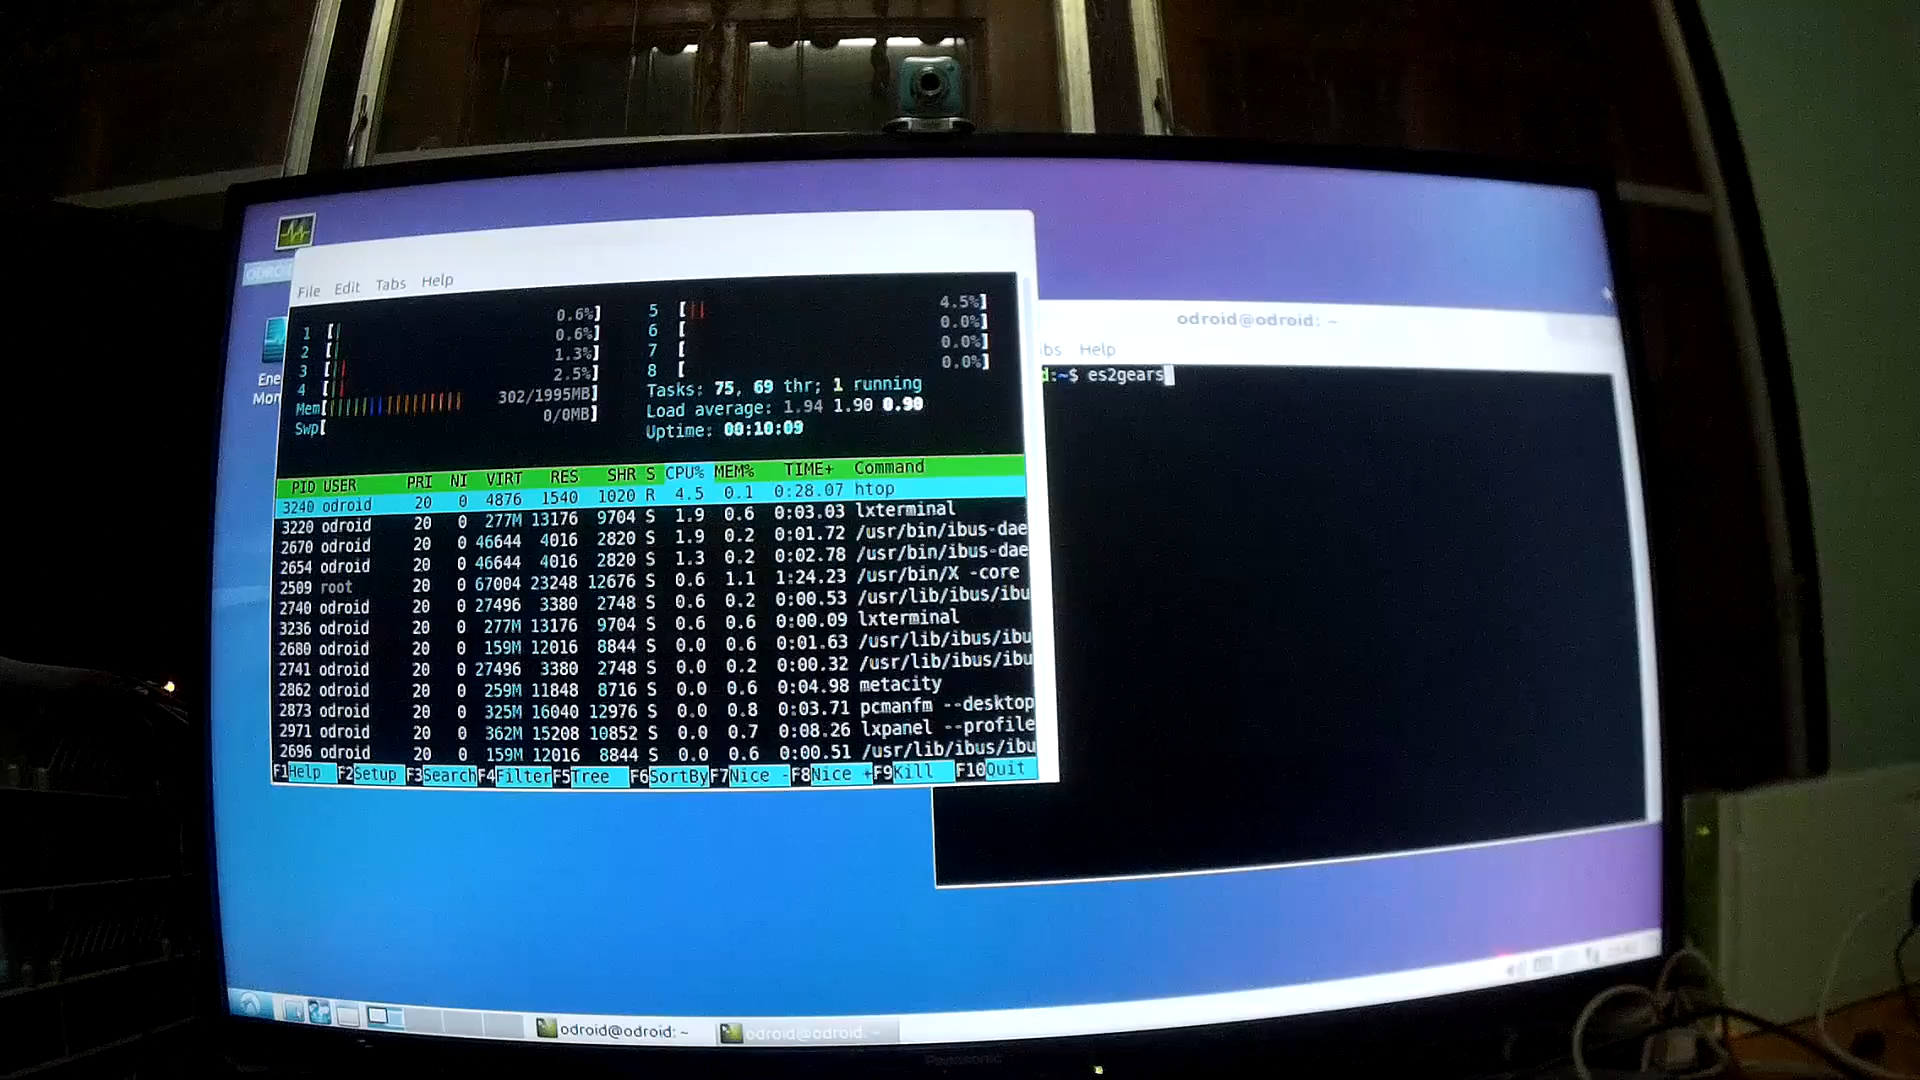 File Edit Tabs Help
1 [ 0.6%]
2 [ 0.6%]
3 [ 1.3%]
4 [ 2.5%]
Mem[ 302/1995MB]
Swp[ 0/0MB]
5 [ 4.5%]
6 [ 0.0%]
7 [ 0.0%]
8 [ 0.0%]
Tasks: 75, 69 thr; 1 running
Load average: 1.94 1.90 0.90
Uptime: 00:10:09
PID USER PRI NI VIRT RES SHR S CPU% MEM% TIME+ Command
3240 odroid 20 0 4876 1540 1020 R 4.5 0.1 0:28.07 htop
3220 odroid 20 0 277M 13176 9704 S 1.9 0.6 0:03.03 lxterminal
2670 odroid 20 0 46644 4016 2820 S 1.9 0.2 0:01.72 /usr/bin/ibus-dae
2654 odroid 20 0 46644 4016 2820 S 1.3 0.2 0:02.78 /usr/bin/ibus-dae
2509 root 20 0 67004 23248 12676 S 0.6 1.1 1:24.23 /usr/bin/X -core
2740 odroid 20 0 27496 3380 2748 S 0.6 0.2 0:00.53 /usr/lib/ibus/ibu
3236 odroid 20 0 277M 13176 9704 S 0.6 0.6 0:00.09 lxterminal
2680 odroid 20 0 159M 12016 8844 S 0.0 0.6 0:01.63 /usr/lib/ibus/ibu
2741 odroid 20 0 27496 3380 2748 S 0.0 0.2 0:00.32 /usr/lib/ibus/ibu
2862 odroid 20 0 259M 11848 8716 S 0.0 0.6 0:04.98 metacity
2873 odroid 20 0 325M 16040 12976 S 0.0 0.8 0:03.71 pcmanfm --desktop
2971 odroid 20 0 362M 15208 10852 S 0.0 0.7 0:08.26 lxpanel --profile
2696 odroid 20 0 159M 12016 8844 S 0.0 0.6 0:00.51 /usr/lib/ibus/ibu
F1Help F2Setup F3Search F4Filter F5Tree F6SortBy F7Nice - F8Nice + F9Kill F10Quit
odroid@odroid: ~
bs Help
d:~$ es2gears
Ene
Mon
odroid@odroid: ~
odroid@odroid: ~
Panasonic